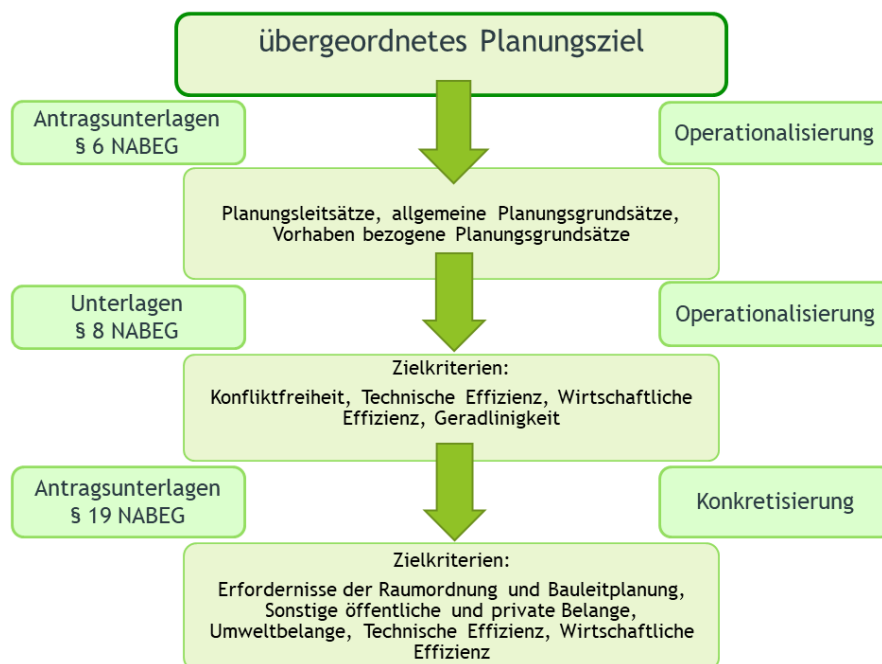 übergeordnetes Planungsziel
Antragsunterlagen
§ 6 NABEG
Operationalisierung
Planungsleitsätze, allgemeine Planungsgrundsätze,
Vorhaben bezogene Planungsgrundsätze
Unterlagen
§ 8 NABEG
Operationalisierung
Zielkriterien:
Konfliktfreiheit, Technische Effizienz, Wirtschaftliche
Effizienz, Geradlinigkeit
Antragsunterlagen
§ 19 NABEG
Konkretisierung
Zielkriterien:
Erfordernisse der Raumordnung und Bauleitplanung,
Sonstige öffentliche und private Belange,
Umweltbelange, Technische Effizienz, Wirtschaftliche
Effizienz